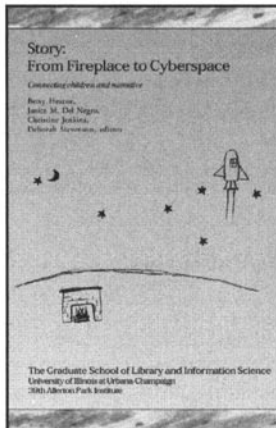 Story:
From Fireplace to Cyberspace
Connecting children and narrative
Betsy Hearne,
Janice M. Del Negro,
Christine Jenkins,
Deborah Stevenson, editors
The Graduate School of Library and Information Science
University of Illinois at Urbana-Champaign
39th Allerton Park Institute